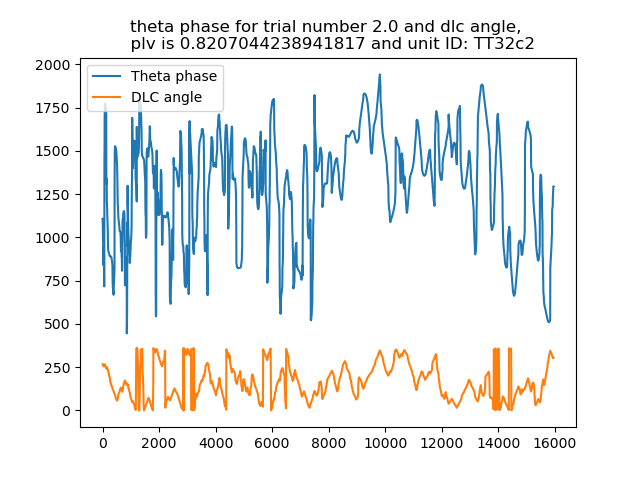 theta phase for trial number 2.0 and dlc angle,
plv is 0.8207044238941817 and unit ID: TT32c2
Theta phase
DLC angle
2000
1750
1500
1250
1000
750
500
250
0
0 2000 4000 6000 8000 10000 12000 14000 16000